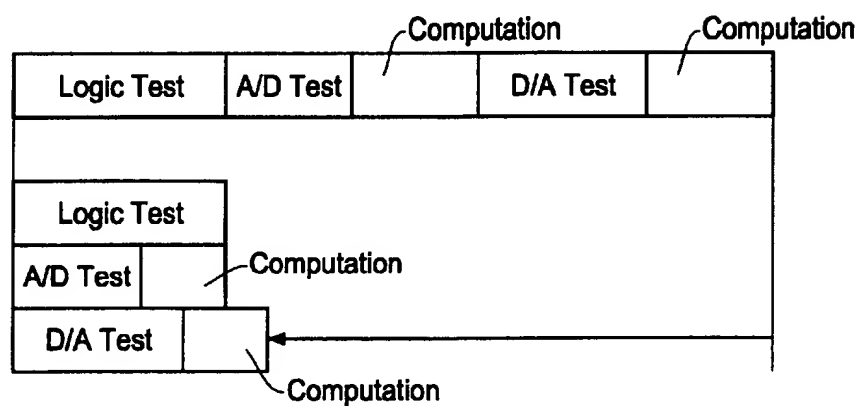 Computation Computation
Logic Test A/D Test D/A Test
Logic Test
A/D Test Computation
D/A Test
Computation